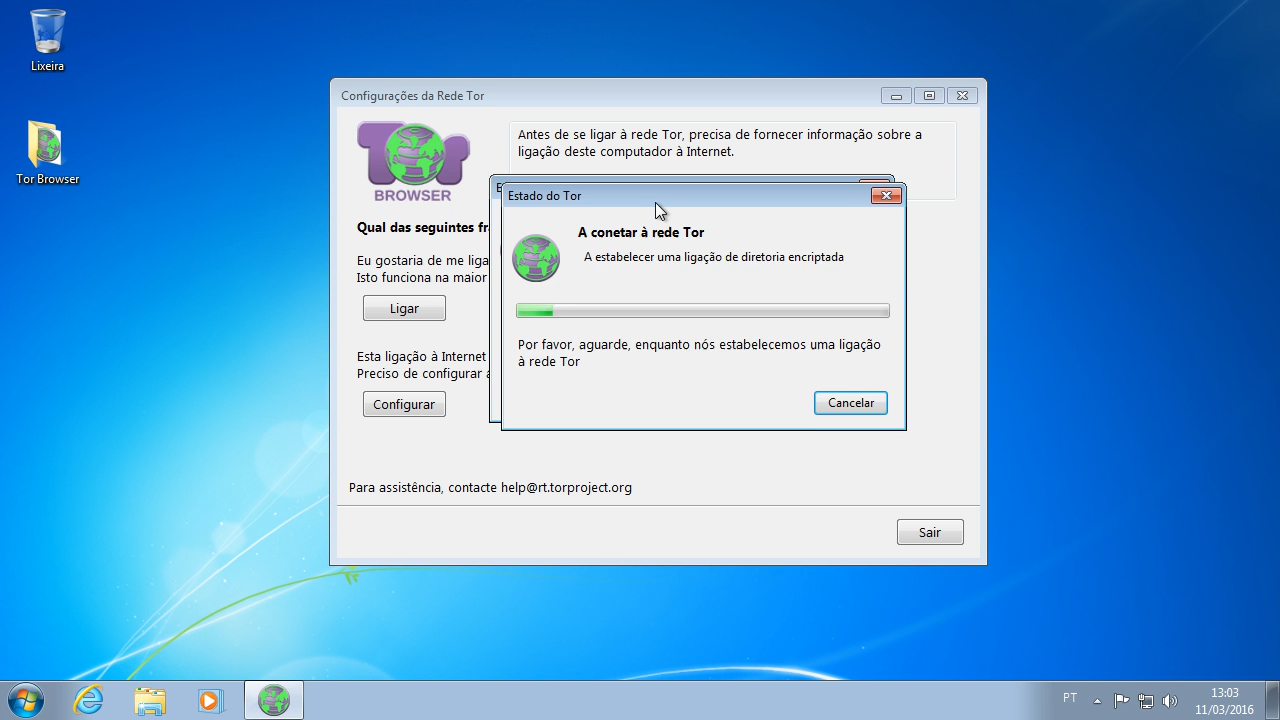 Lixeira
Tor Browser
Configurações da Rede Tor
Tor
BROWSER
Antes de se ligar à rede Tor, precisa de fornecer informação sobre a
ligação deste computador à Internet.
Qual das seguintes
Eu gostaria de me
Isto funciona na maior
Ligar
Esta ligação à Internet
Preciso de configurar
Configurar
Para assistência, contacte help@rt.torproject.org
Sair
Estado do Tor
A conetar à rede Tor
A estabelecer uma ligação de diretoria encriptada
Por favor, aguarde, enquanto nós estabelecemos uma ligação
à rede Tor
Cancelar
PT
13:03
11/03/2016